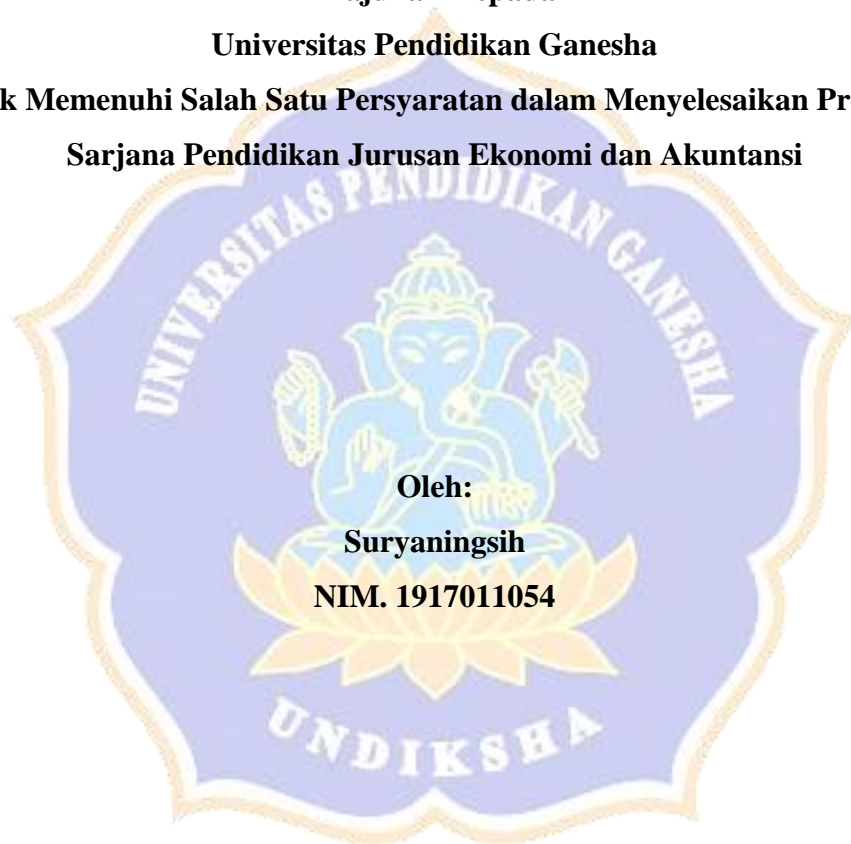 Universitas Pendidikan Ganesha
k Memenuhi Salah Satu Persyaratan dalam Menyelesaikan Pr
Sarjana Pendidikan Jurusan Ekonomi dan Akuntansi
UNIVERSITAS PENDIDIKAN GANESHA
Oleh:
Suryaningsih
NIM. 1917011054
UNDIKSHA